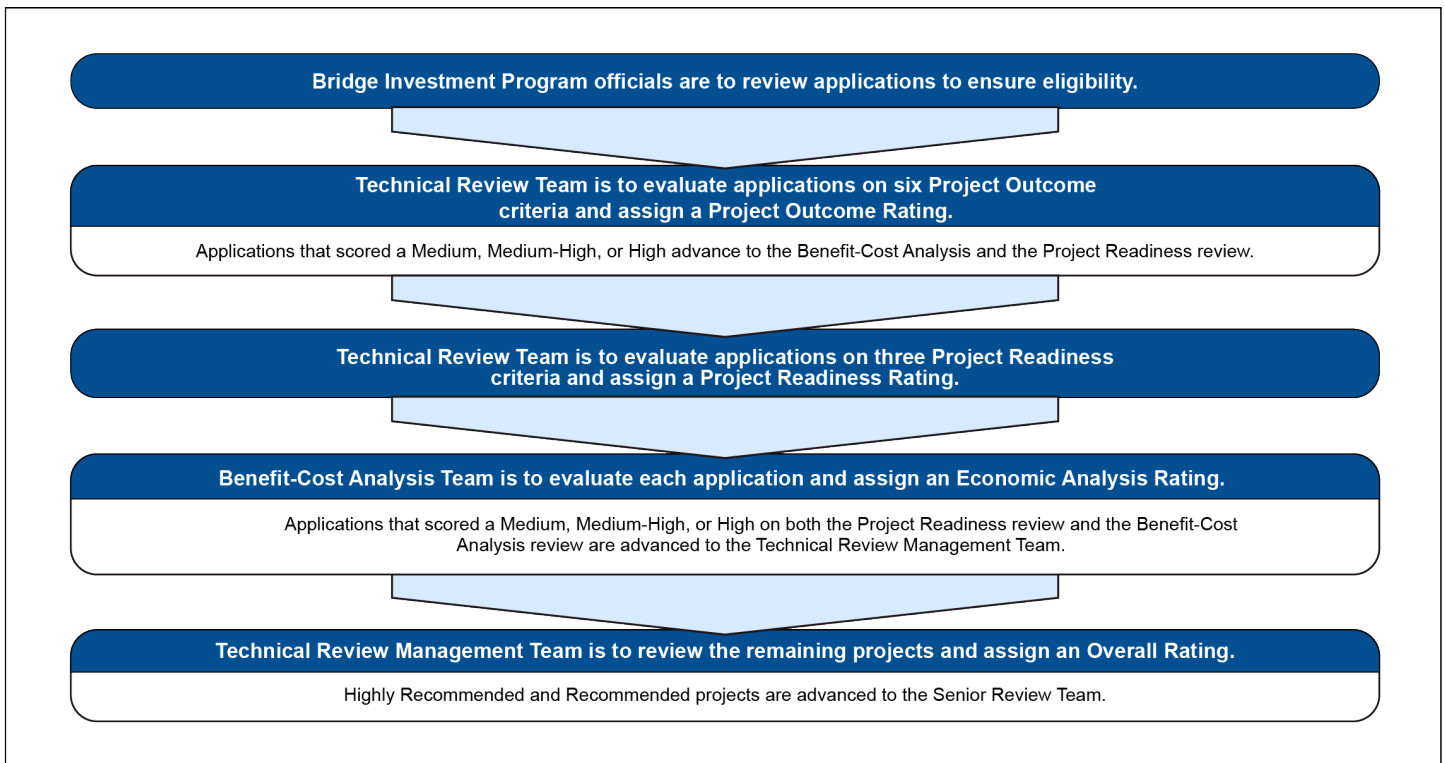 Bridge Investment Program officials are to review applications to ensure eligibility.
Technical Review Team is to evaluate applications on six Project Outcome
criteria and assign a Project Outcome Rating.
Applications that scored a Medium, Medium-High, or High advance to the Benefit-Cost Analysis and the Project Readiness review.
Technical Review Team is to evaluate applications on three Project Readiness
criteria and assign a Project Readiness Rating.
Benefit-Cost Analysis Team is to evaluate each application and assign an Economic Analysis Rating.
Applications that scored a Medium, Medium-High, or High on both the Project Readiness review and the Benefit-Cost
Analysis review are advanced to the Technical Review Management Team.
Technical Review Management Team is to review the remaining projects and assign an Overall Rating.
Highly Recommended and Recommended projects are advanced to the Senior Review Team.